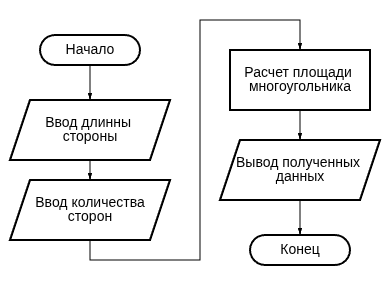 Начало
Ввод длинны
стороны
Ввод количества
сторон
Расчет площади
многоугольника
Вывод полученных
данных
Конец